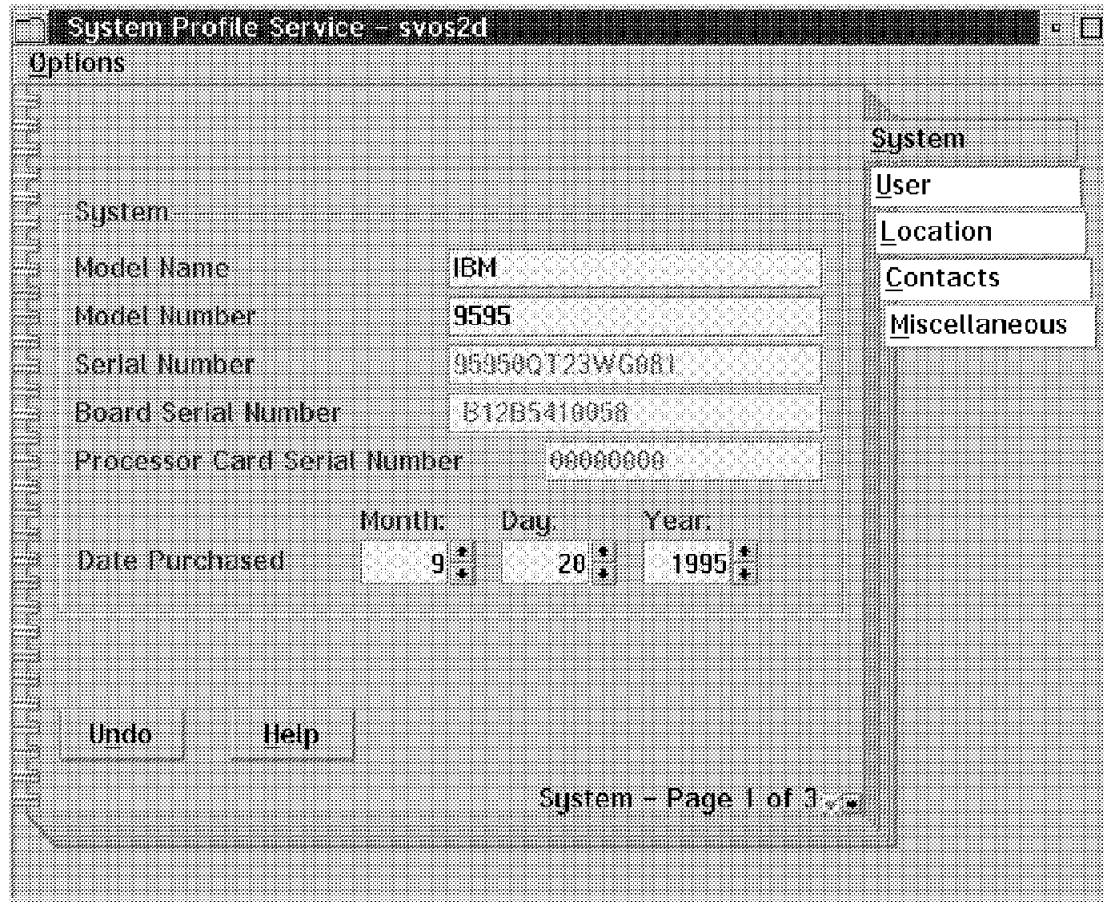 System Profile Service – svos2d
Options
System
User
Location
Contacts
Miscellaneous
System
Model Name IBM
Model Number 9595
Serial Number 95950QT23WG081
Board Serial Number B12B5410058
Processor Card Serial Number 00000000
Month: Day: Year:
Date Purchased 9 20 1995
Undo Help
System – Page 1 of 3